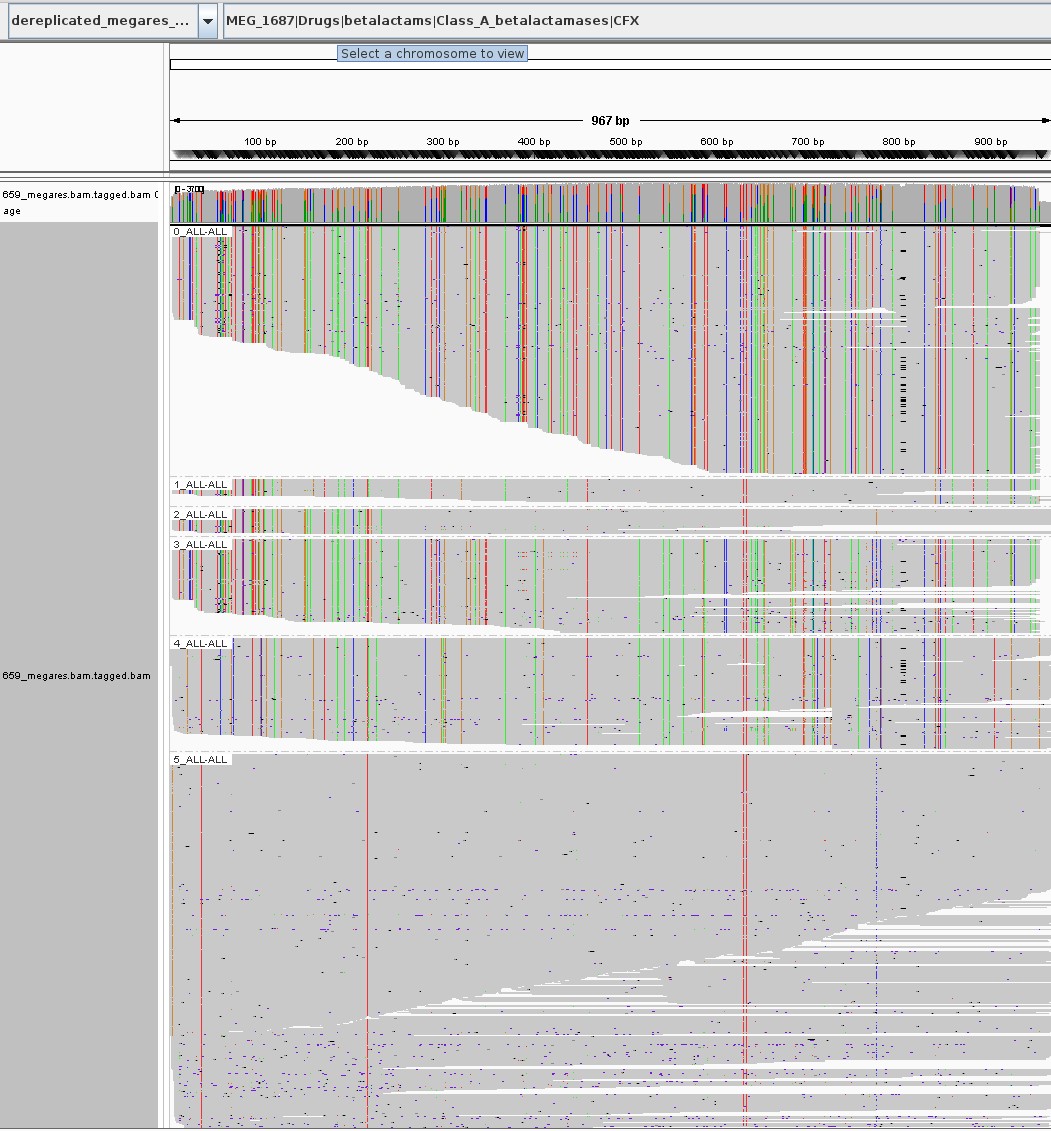 dereplicated_megares_... MEG_1687|Drugs|betalactams|Class_A_betalactamases|CFX
Select a chromosome to view
967 bp
100 bp 200 bp 300 bp 400 bp 500 bp 600 bp 700 bp 800 bp 900 bp
659_megares.bam.tagged.bam C
age
0_ALL-ALL
1_ALL-ALL
2_ALL-ALL
3_ALL-ALL
4_ALL-ALL
659_megares.bam.tagged.bam
5_ALL-ALL